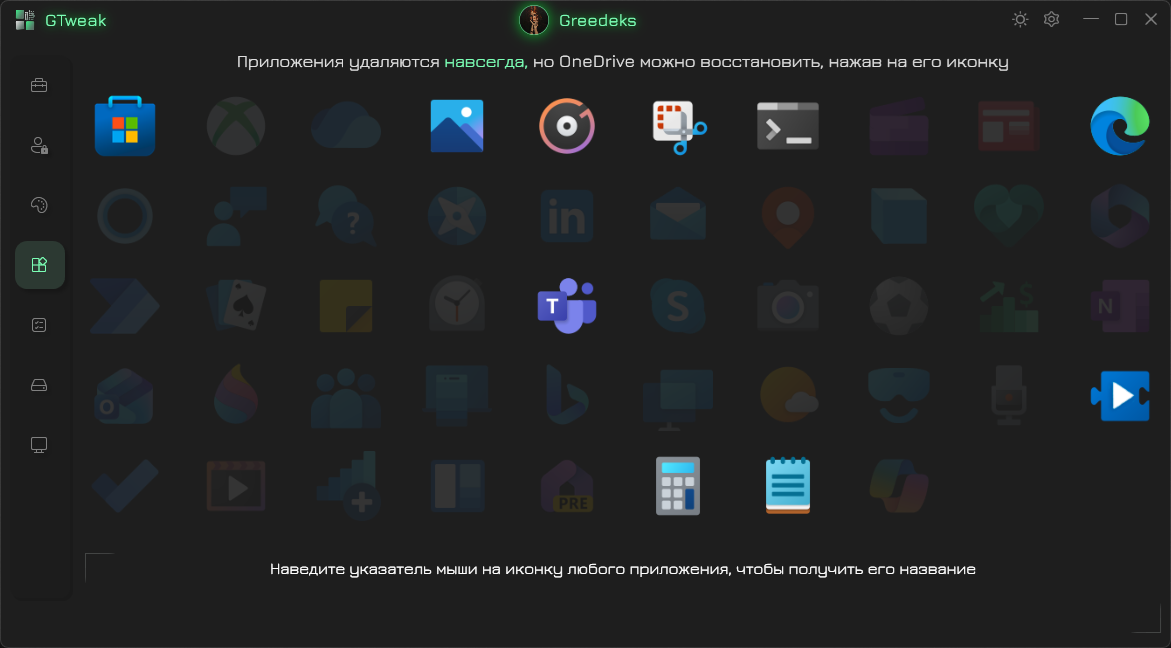 GTweak
Greedeks
Приложения удаляются навсегда, но OneDrive можно восстановить, нажав на его иконку
?
in
T
S
S
N
O
PRE
Наведите указатель мыши на иконку любого приложения, чтобы получить его название